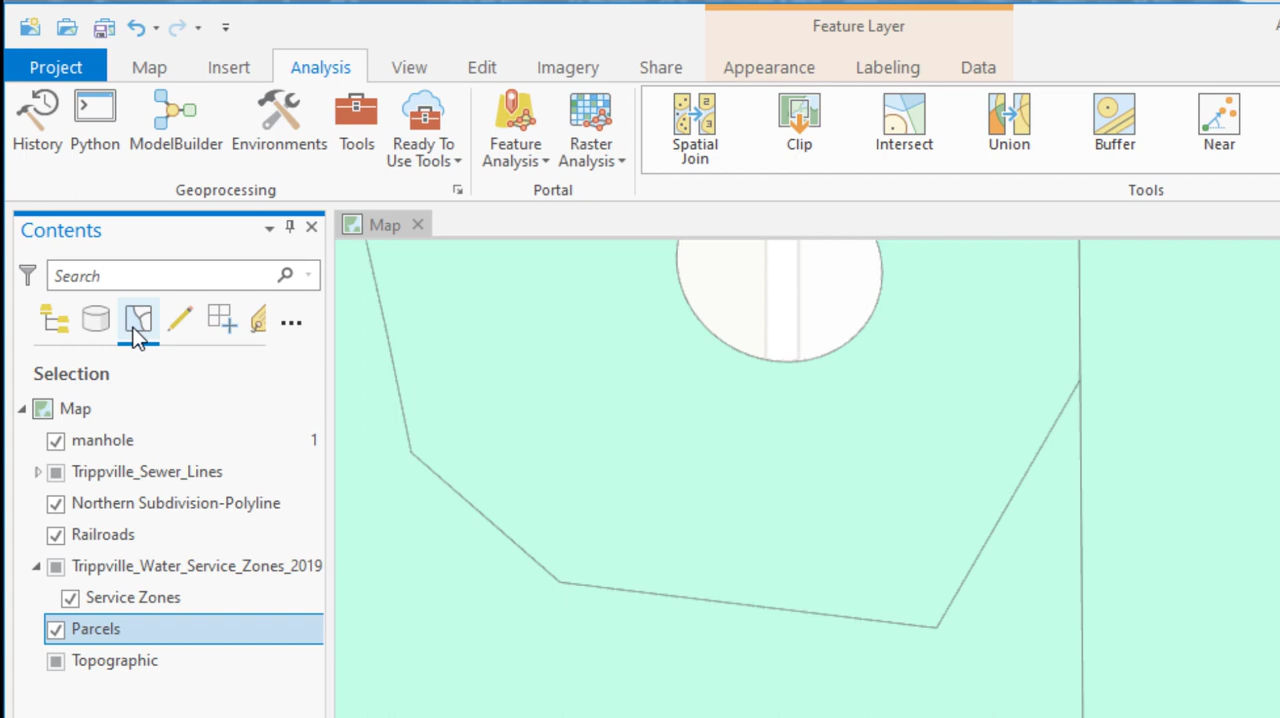 Feature Layer
Project Map Insert Analysis View Edit Imagery Share Appearance Labeling Data
History Python ModelBuilder Environments Tools Ready To Use Tools Feature Analysis Raster Analysis Spatial Join Clip Intersect Union Buffer Near
Geoprocessing Portal Tools
Contents
Map
Search
Selection
Map
manhole 1
Trippville_Sewer_Lines
Northern Subdivision-Polyline
Railroads
Trippville_Water_Service_Zones_2019
Service Zones
Parcels
Topographic